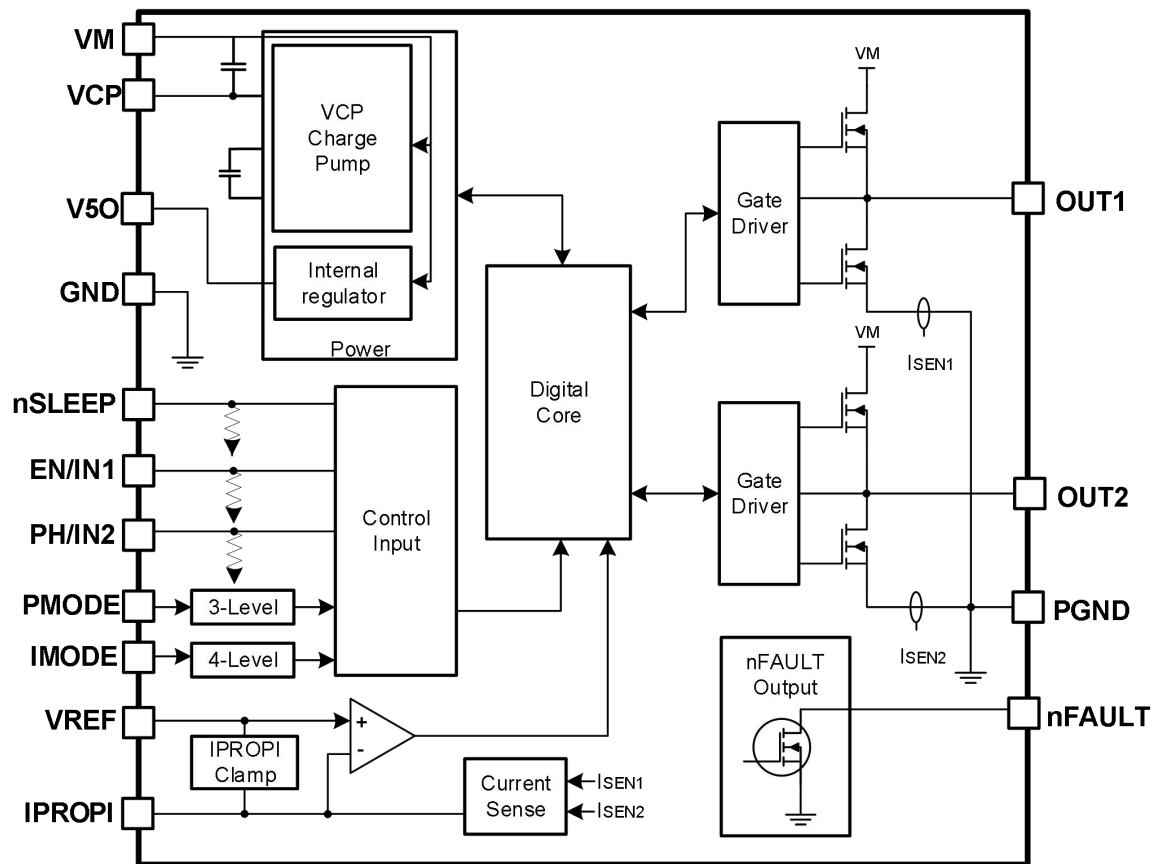 VM
VCP
V5O
GND
nSLEEP
EN/IN1
PH/IN2
PMODE
IMODE
VREF
IPROPI
VCP
Charge
Pump
Internal
regulator
Power
3-Level
4-Level
Control
Input
IPROPI
Clamp
+
-
Current
Sense
ISEN1
ISEN2
Digital
Core
Gate
Driver
VM
ISEN1
Gate
Driver
VM
ISEN2
nFAULT
Output
OUT1
OUT2
PGND
nFAULT